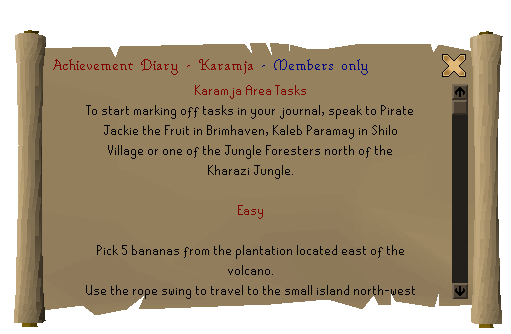 Achievement Diary - Karamja - Members only
Karamja Area Tasks
To start marking off tasks in your journal, speak to Pirate
Jackie the Fruit in Brimhaven, Kaleb Paramay in Shilo
Village or one of the Jungle Foresters north of the
Kharazi Jungle.
Easy
Pick 5 bananas from the plantation located east of the
volcano.
Use the rope swing to travel to the small island north-west